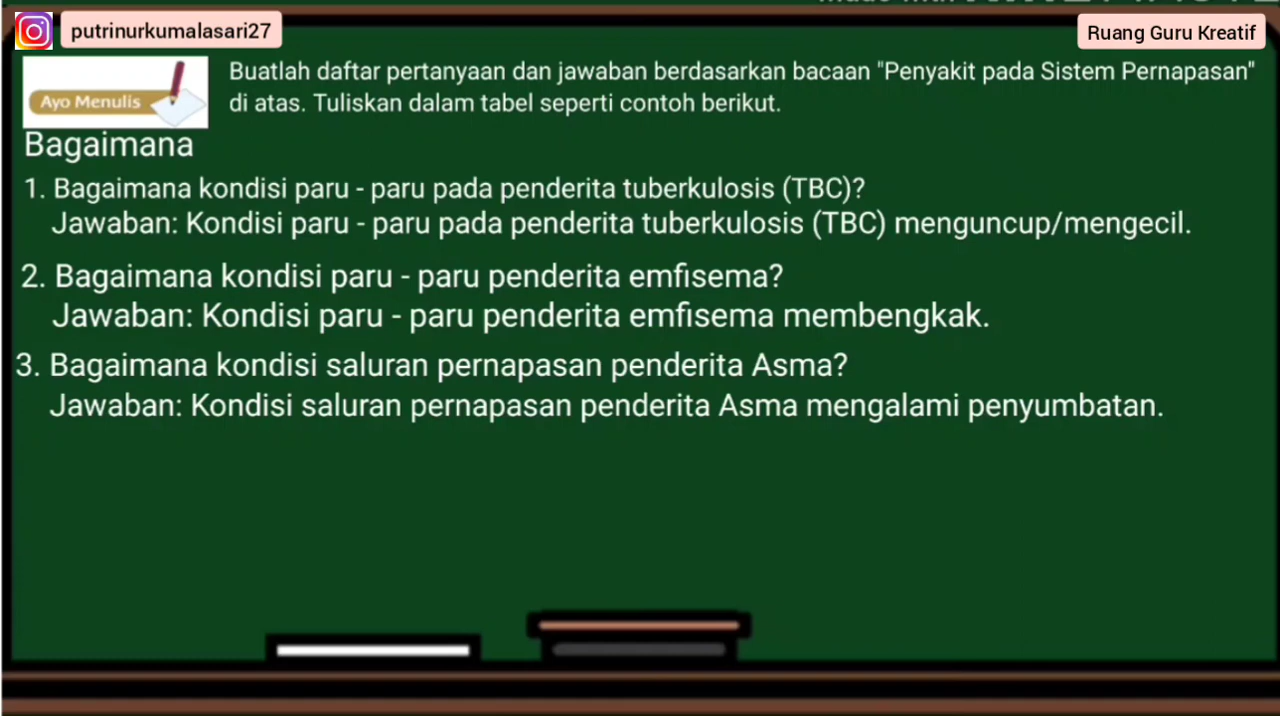 putrinurkumalasari27
Ruang Guru Kreatif
Ayo Menulis
Buatlah daftar pertanyaan dan jawaban berdasarkan bacaan "Penyakit pada Sistem Pernapasan"
di atas. Tuliskan dalam tabel seperti contoh berikut.
Bagaimana
1. Bagaimana kondisi paru - paru pada penderita tuberkulosis (TBC)?
Jawaban: Kondisi paru - paru pada penderita tuberkulosis (TBC) menguncup/mengecil.
2. Bagaimana kondisi paru - paru penderita emfisema?
Jawaban: Kondisi paru - paru penderita emfisema membengkak.
3. Bagaimana kondisi saluran pernapasan penderita Asma?
Jawaban: Kondisi saluran pernapasan penderita Asma mengalami penyumbatan.